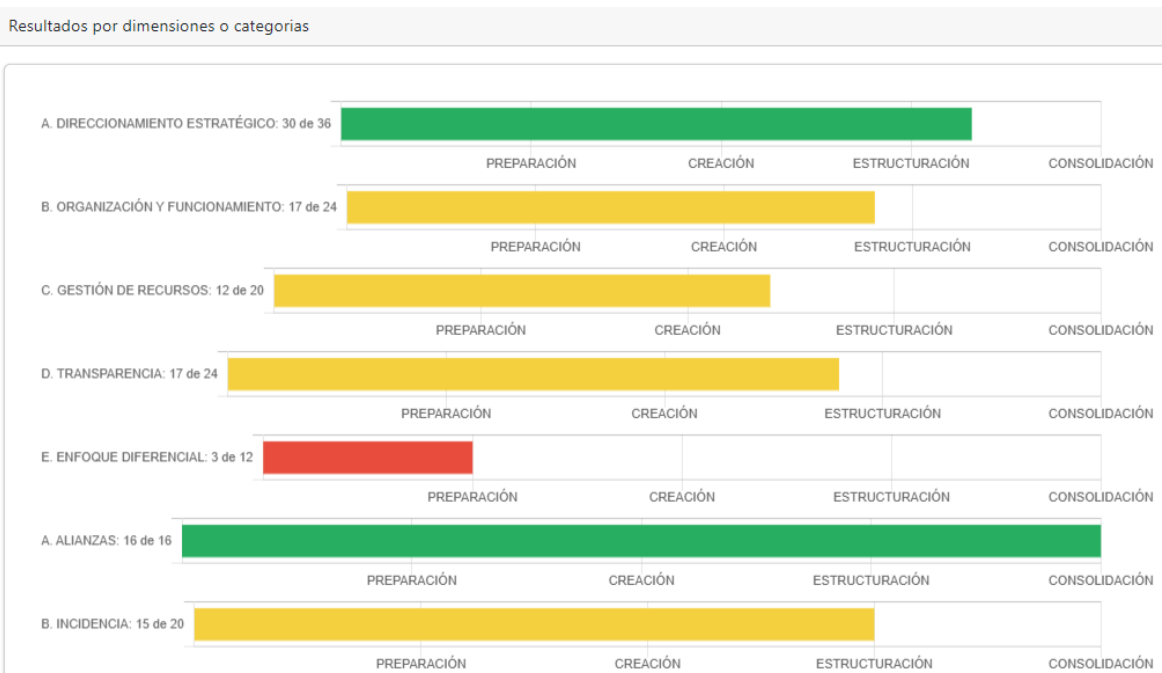 Resultados por dimensiones o categorias
A. DIRECCIONAMIENTO ESTRATÉGICO: 30 de 36
PREPARACIÓN CREACIÓN ESTRUCTURACIÓN CONSOLIDACIÓN
B. ORGANIZACIÓN Y FUNCIONAMIENTO: 17 de 24
PREPARACIÓN CREACIÓN ESTRUCTURACIÓN CONSOLIDACIÓN
C. GESTIÓN DE RECURSOS: 12 de 20
PREPARACIÓN CREACIÓN ESTRUCTURACIÓN CONSOLIDACIÓN
D. TRANSPARENCIA: 17 de 24
PREPARACIÓN CREACIÓN ESTRUCTURACIÓN CONSOLIDACIÓN
E. ENFOQUE DIFERENCIAL: 3 de 12
PREPARACIÓN CREACIÓN ESTRUCTURACIÓN CONSOLIDACIÓN
A. ALIANZAS: 16 de 16
PREPARACIÓN CREACIÓN ESTRUCTURACIÓN CONSOLIDACIÓN
B. INCIDENCIA: 15 de 20
PREPARACIÓN CREACIÓN ESTRUCTURACIÓN CONSOLIDACIÓN